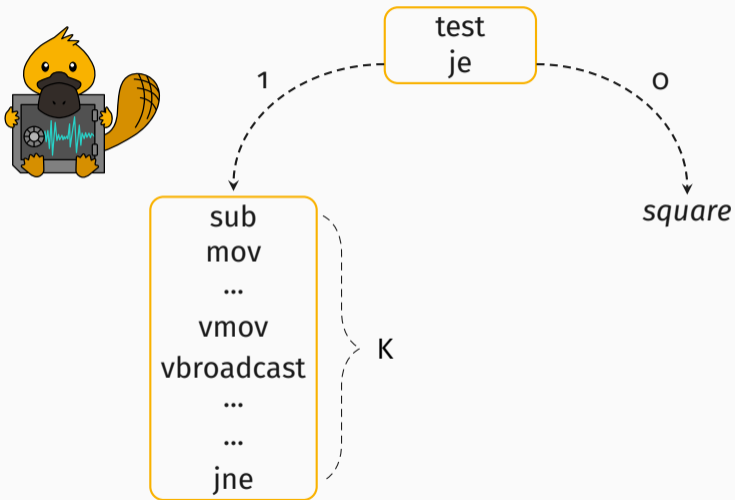 test
je
1
0
square
sub
mov
...
vmov
vbroadcast
...
...
jne
K